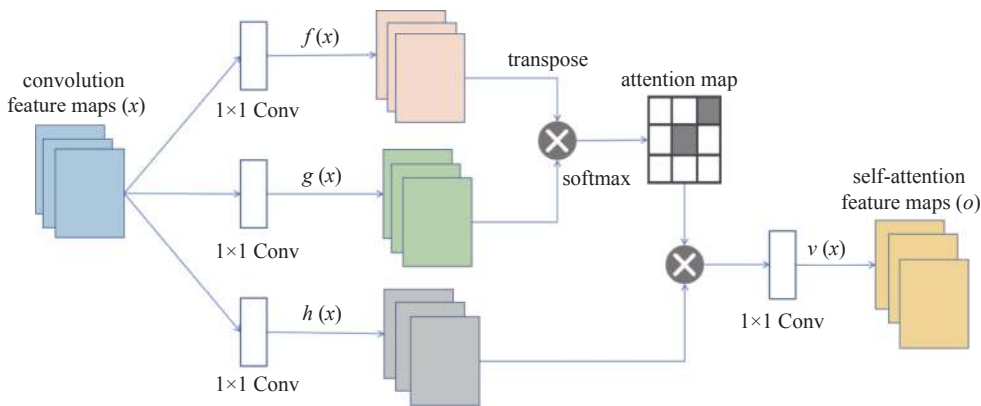 convolution
feature maps (x)
f (x)
1×1 Conv
g (x)
1×1 Conv
h (x)
1×1 Conv
transpose
softmax
attention map
v (x)
1×1 Conv
self-attention
feature maps (o)